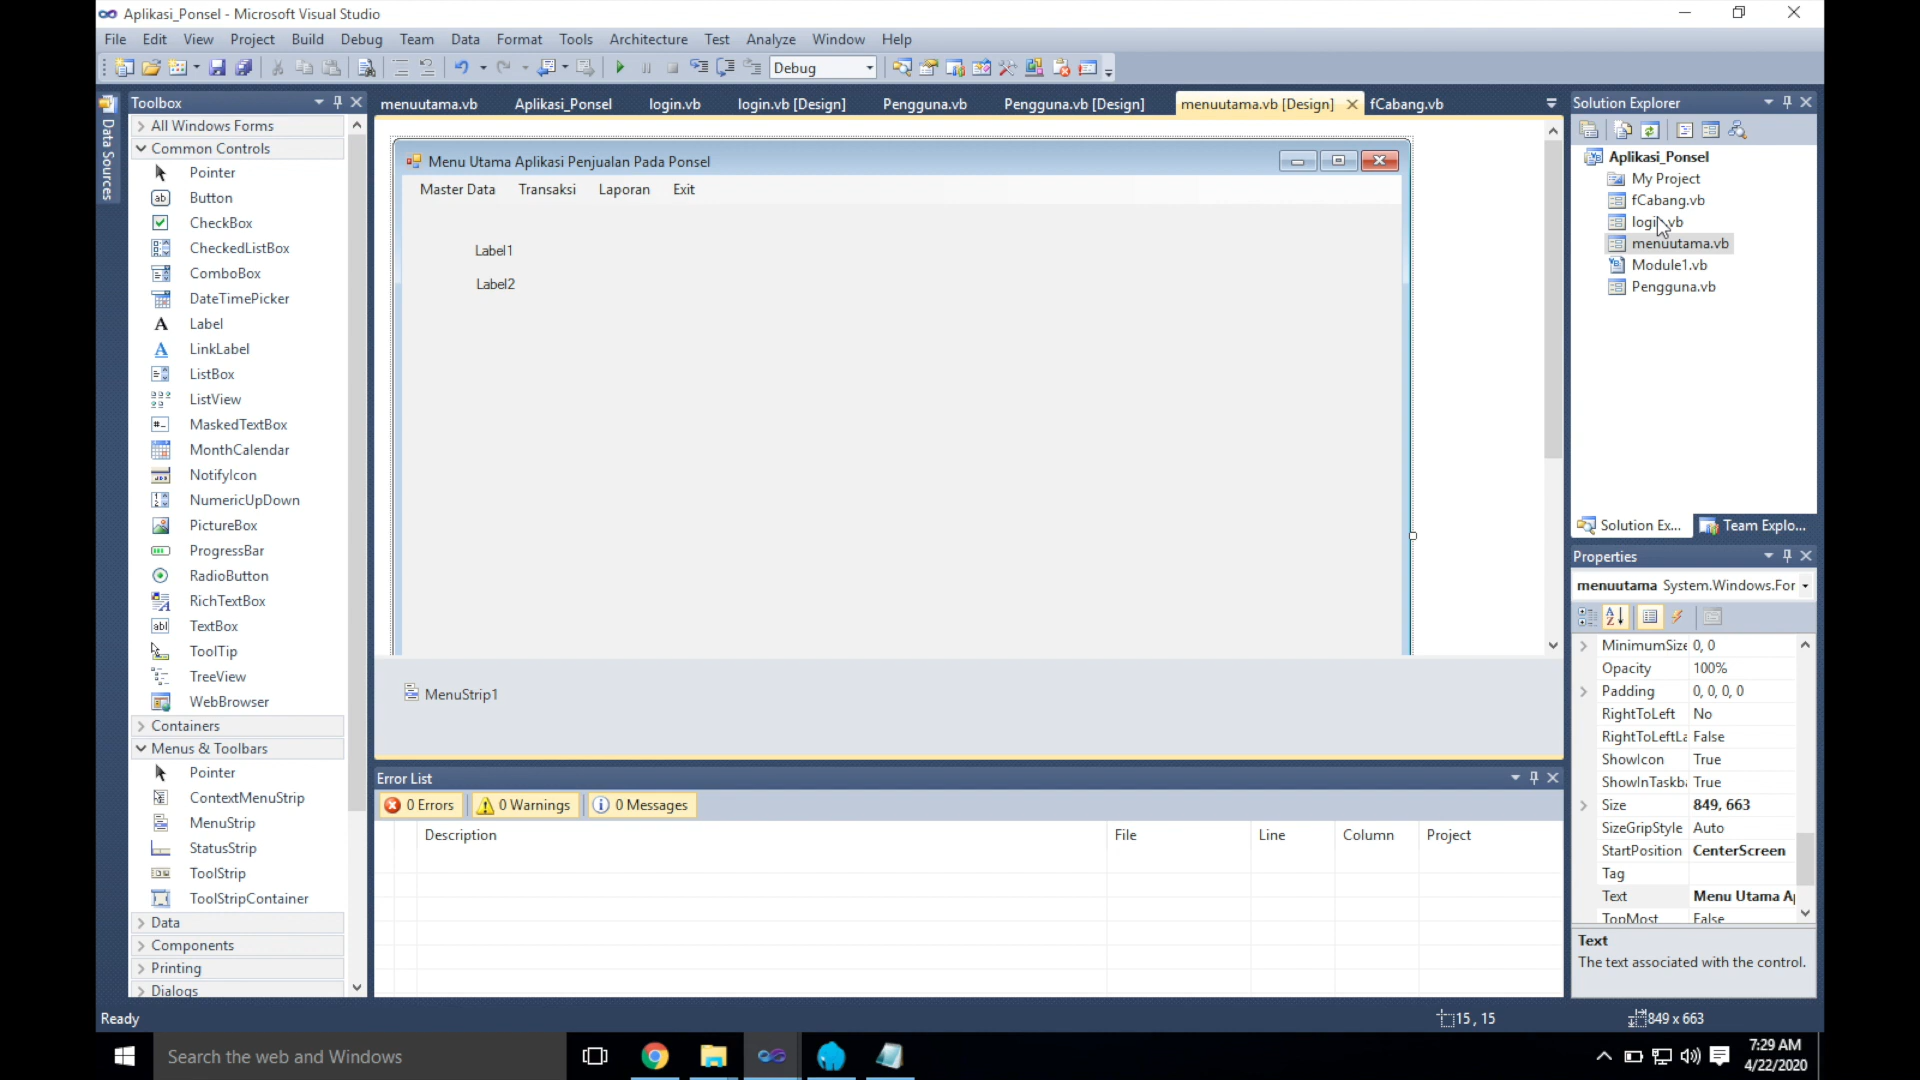 Aplikasi_Ponsel - Microsoft Visual Studio
File Edit View Project Build Debug Team Data Format Tools Architecture Test Analyze Window Help
Debug
Data Sources
Toolbox
All Windows Forms
Common Controls
Pointer
Button
CheckBox
CheckedListBox
ComboBox
DateTimePicker
Label
LinkLabel
ListBox
ListView
MaskedTextBox
MonthCalendar
NotifyIcon
NumericUpDown
PictureBox
ProgressBar
RadioButton
RichTextBox
TextBox
ToolTip
TreeView
WebBrowser
Containers
Menus & Toolbars
Pointer
ContextMenuStrip
MenuStrip
StatusStrip
ToolStrip
ToolStripContainer
Data
Components
Printing
Dialogs
menuutama.vb Aplikasi_Ponsel login.vb login.vb [Design] Pengguna.vb Pengguna.vb [Design] menuutama.vb [Design] fCabang.vb
Menu Utama Aplikasi Penjualan Pada Ponsel
Master Data Transaksi Laporan Exit
Label1
Label2
MenuStrip1
Error List
0 Errors 0 Warnings 0 Messages
Description File Line Column Project
Solution Explorer
Aplikasi_Ponsel
My Project
fCabang.vb
login.vb
menuutama.vb
Module1.vb
Pengguna.vb
Solution Ex... Team Explo...
Properties
menuutama System.Windows.For
MinimumSize 0, 0
Opacity 100%
Padding 0, 0, 0, 0
RightToLeft No
RightToLeftLa False
ShowIcon True
ShowInTaskba True
Size 849, 663
SizeGripStyle Auto
StartPosition CenterScreen
Tag
Text Menu Utama Ap
TopMost False
Text
The text associated with the control.
Ready 15 , 15 849 x 663
Search the web and Windows
7:29 AM
4/22/2020